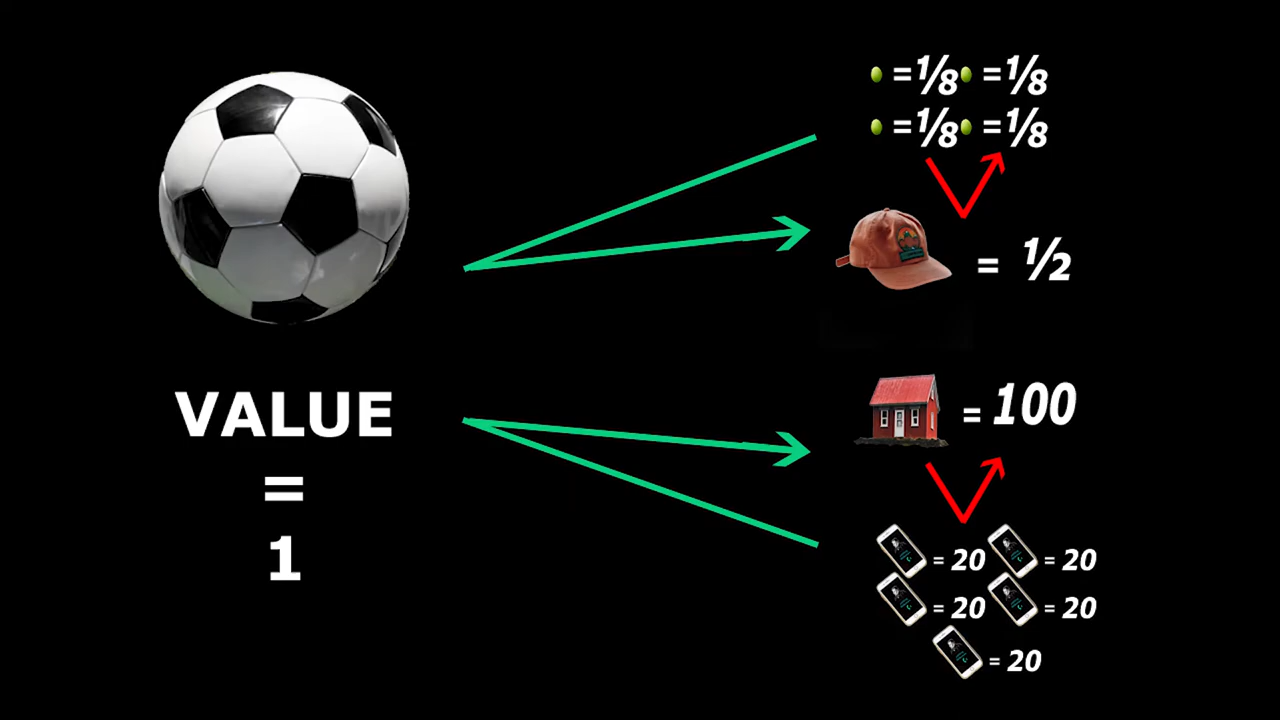 VALUE
=
1
=⅛ =⅛
=⅛ =⅛
= ½
= 100
= 20 = 20
= 20 = 20
= 20